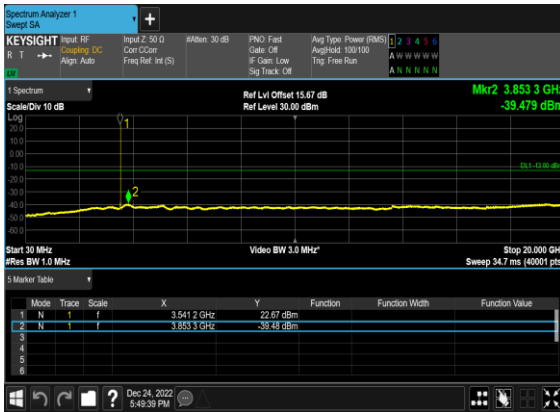 Spectrum Analyzer 1
Swept SA
+
KEYSIGHT
R T
LXI
Input: RF
Coupling: DC
Align: Auto
Input Z: 50 Ω
Corr CCorr
Freq Ref: Int (S)
#Atten: 30 dB
PNO: Fast
Gate: Off
IF Gain: Low
Sig Track: Off
Avg Type: Power (RMS)
Avg|Hold: 100/100
Trig: Free Run
1 2 3 4 5 6
A W W W W W
A N N N N N
1 Spectrum
Scale/Div 10 dB
Ref Lvl Offset 15.67 dB
Ref Level 30.00 dBm
Mkr2 3.853 3 GHz
-39.479 dBm
Log
20.0
10.0
0.00
-10.0
-20.0
-30.0
-40.0
-50.0
-60.0
1
2
DL1 -13.00 dBm
Start 30 MHz
#Res BW 1.0 MHz
Video BW 3.0 MHz*
Stop 20.000 GHz
Sweep 34.7 ms (40001 pts)
5 Marker Table
Mode Trace Scale X Y Function Function Width Function Value
1 N 1 f 3.541 2 GHz 22.67 dBm
2 N 1 f 3.853 3 GHz -39.48 dBm
3
4
5
6
?
Dec 24, 2022
5:49:39 PM